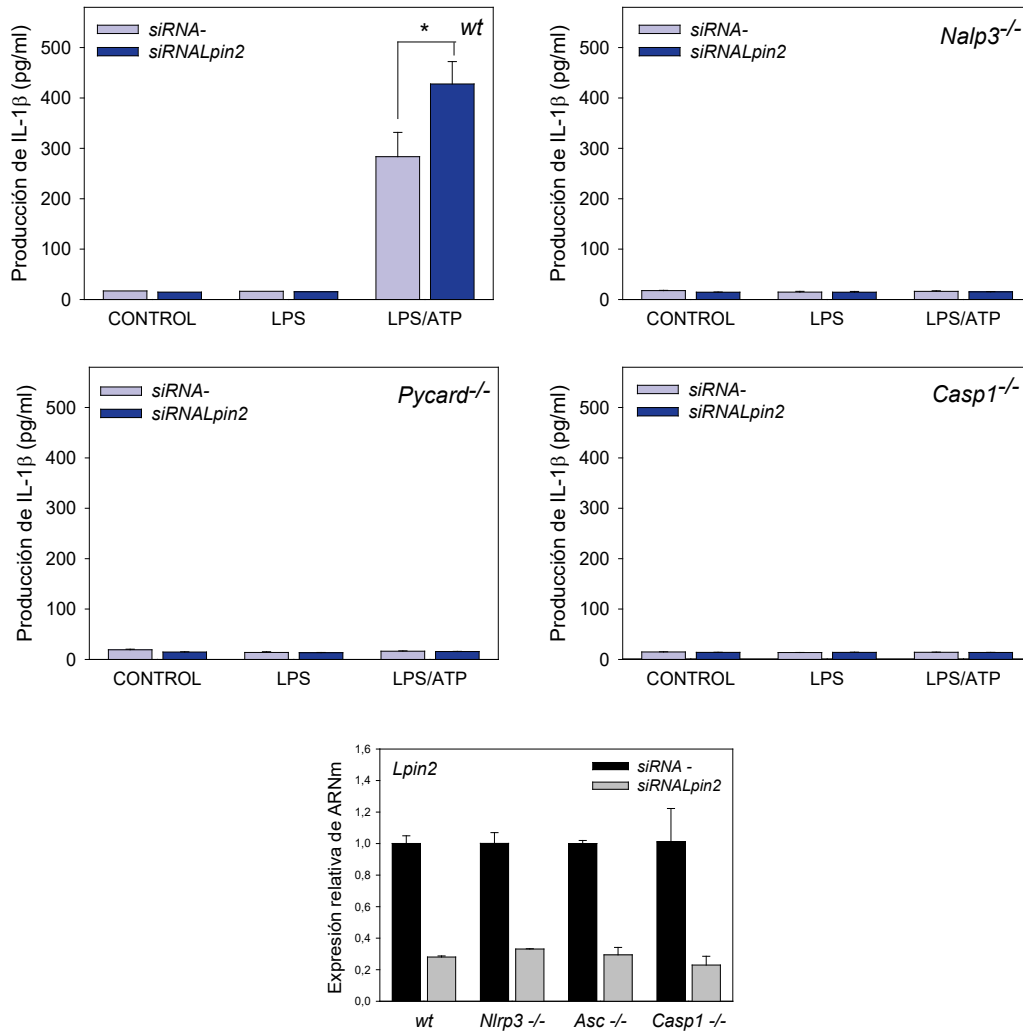 siRNA-
siRNALpin2
*
wt
Producción de IL-1β (pg/ml)
500
400
300
200
100
0
CONTROL LPS LPS/ATP
siRNA-
siRNALpin2
Nalp3-/-
Producción de IL-1β (pg/ml)
500
400
300
200
100
0
CONTROL LPS LPS/ATP
siRNA-
siRNALpin2
Pycard-/-
Producción de IL-1β (pg/ml)
500
400
300
200
100
0
CONTROL LPS LPS/ATP
siRNA-
siRNALpin2
Casp1-/-
Producción de IL-1β (pg/ml)
500
400
300
200
100
0
CONTROL LPS LPS/ATP
Lpin2
siRNA -
siRNALpin2
Expresión relativa de ARNm
1,6
1,4
1,2
1,0
0,8
0,6
0,4
0,2
0,0
wt Nlrp3 -/- Asc -/- Casp1 -/-